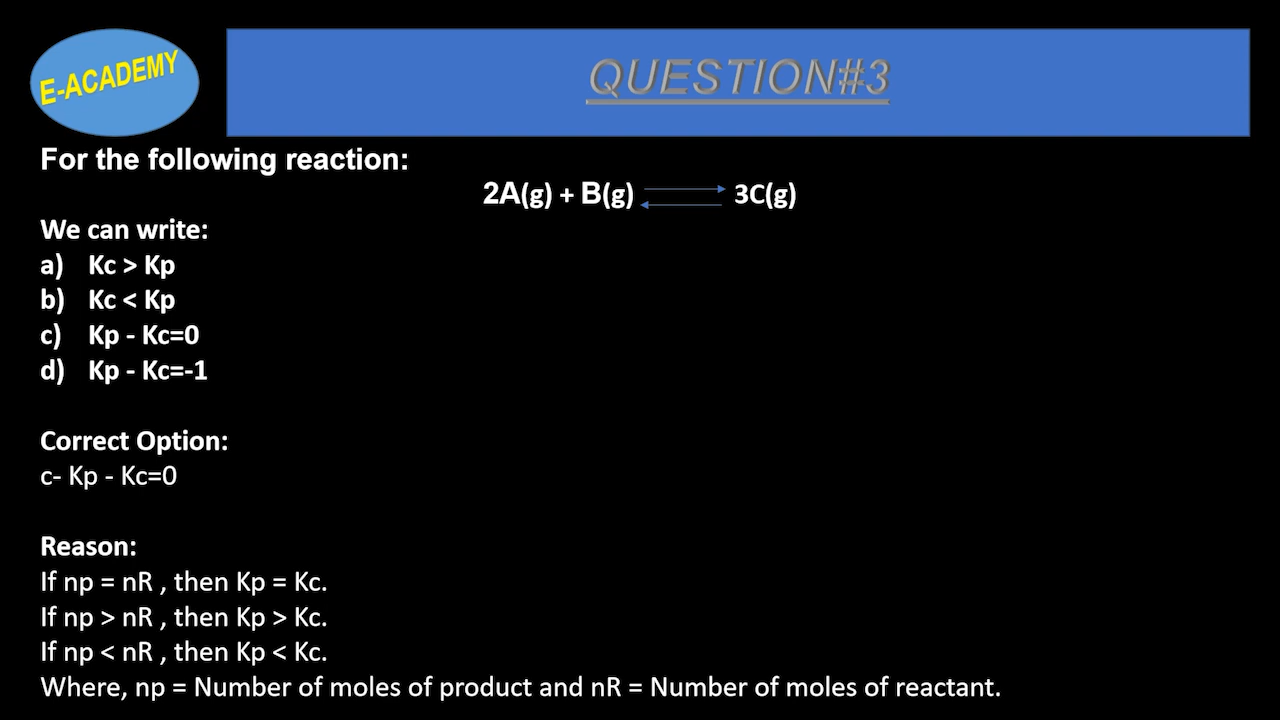 E-ACADEMY
QUESTION#3
For the following reaction:
2A(g) + B(g) 3C(g)
We can write:
a) Kc > Kp
b) Kc < Kp
c) Kp - Kc=0
d) Kp - Kc=-1
Correct Option:
c- Kp - Kc=0
Reason:
If np = nR , then Kp = Kc.
If np > nR , then Kp > Kc.
If np < nR , then Kp < Kc.
Where, np = Number of moles of product and nR = Number of moles of reactant.